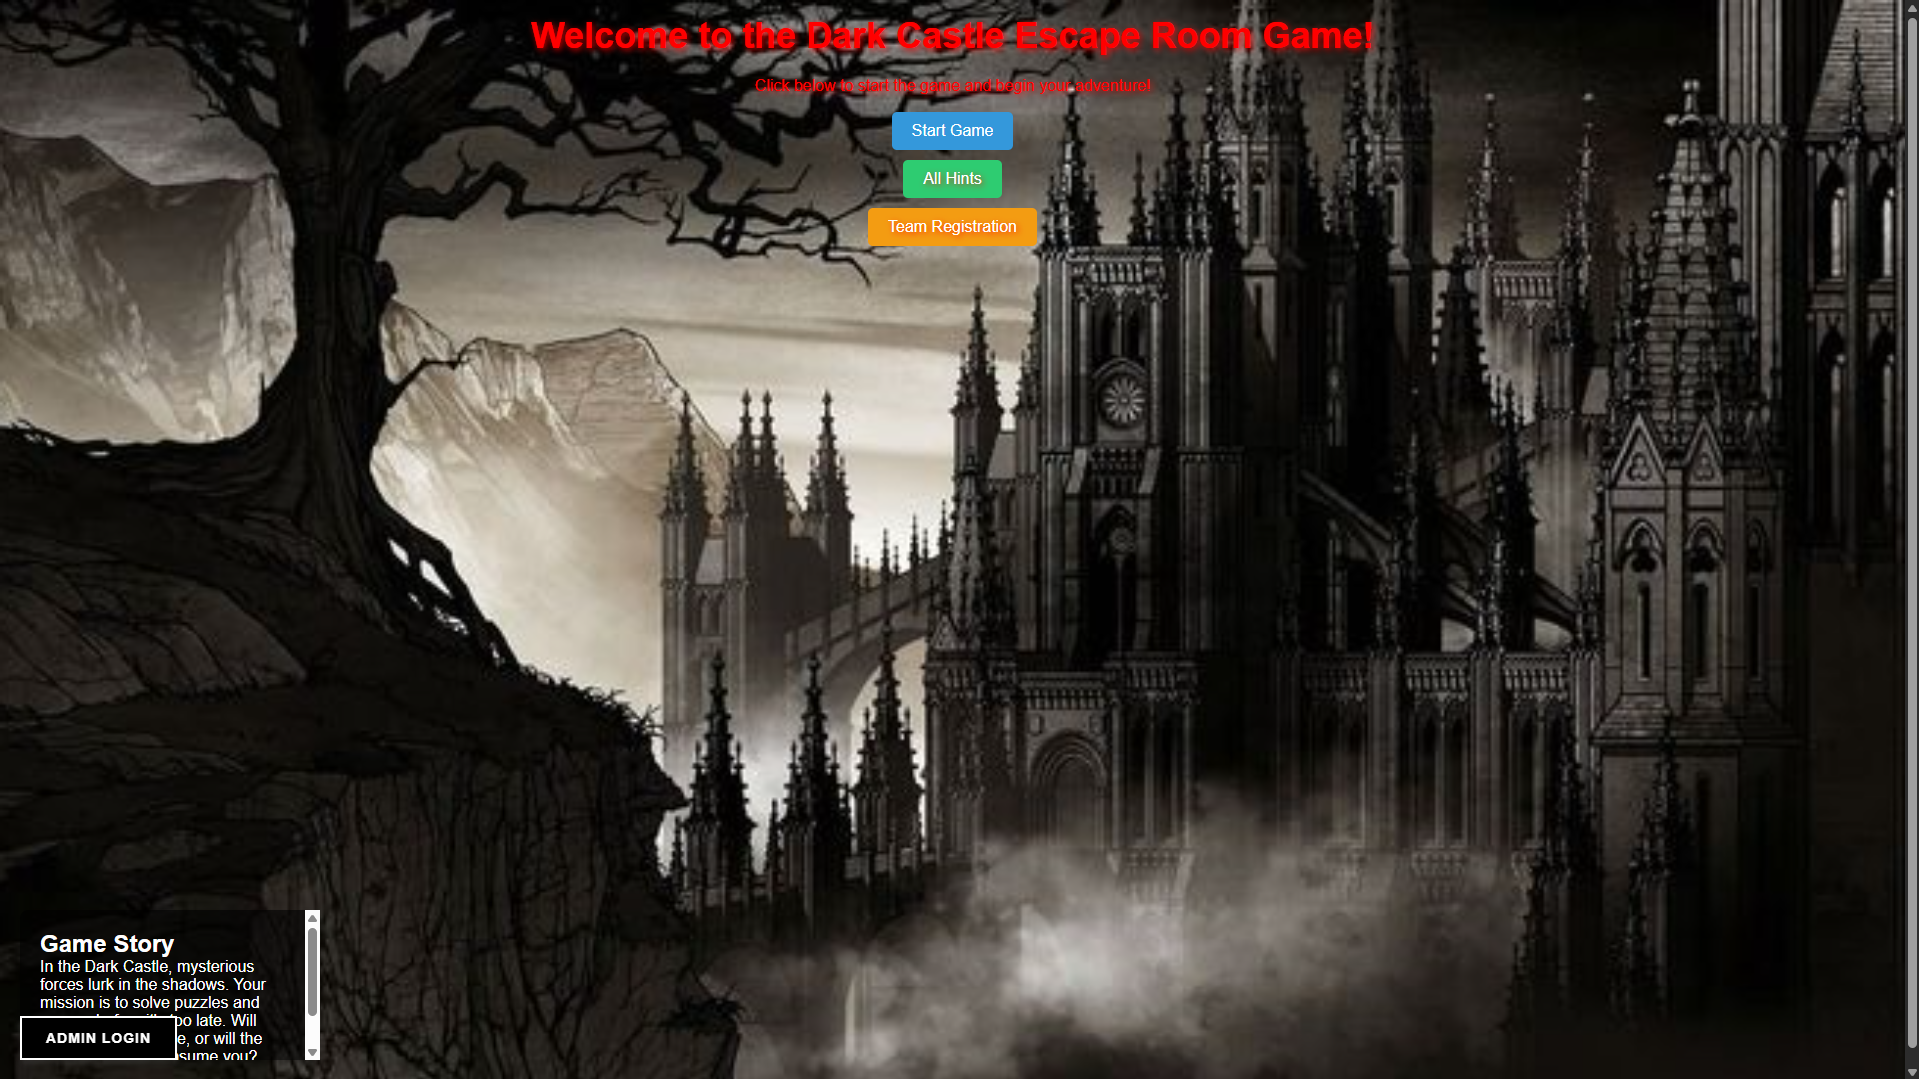 Welcome to the Dark Castle Escape Room Game!
Click below to start the game and begin your adventure!
Start Game
All Hints
Team Registration
Game Story
In the Dark Castle, mysterious
forces lurk in the shadows. Your
mission is to solve puzzles and
too late. Will
or will the
you?
ADMIN LOGIN